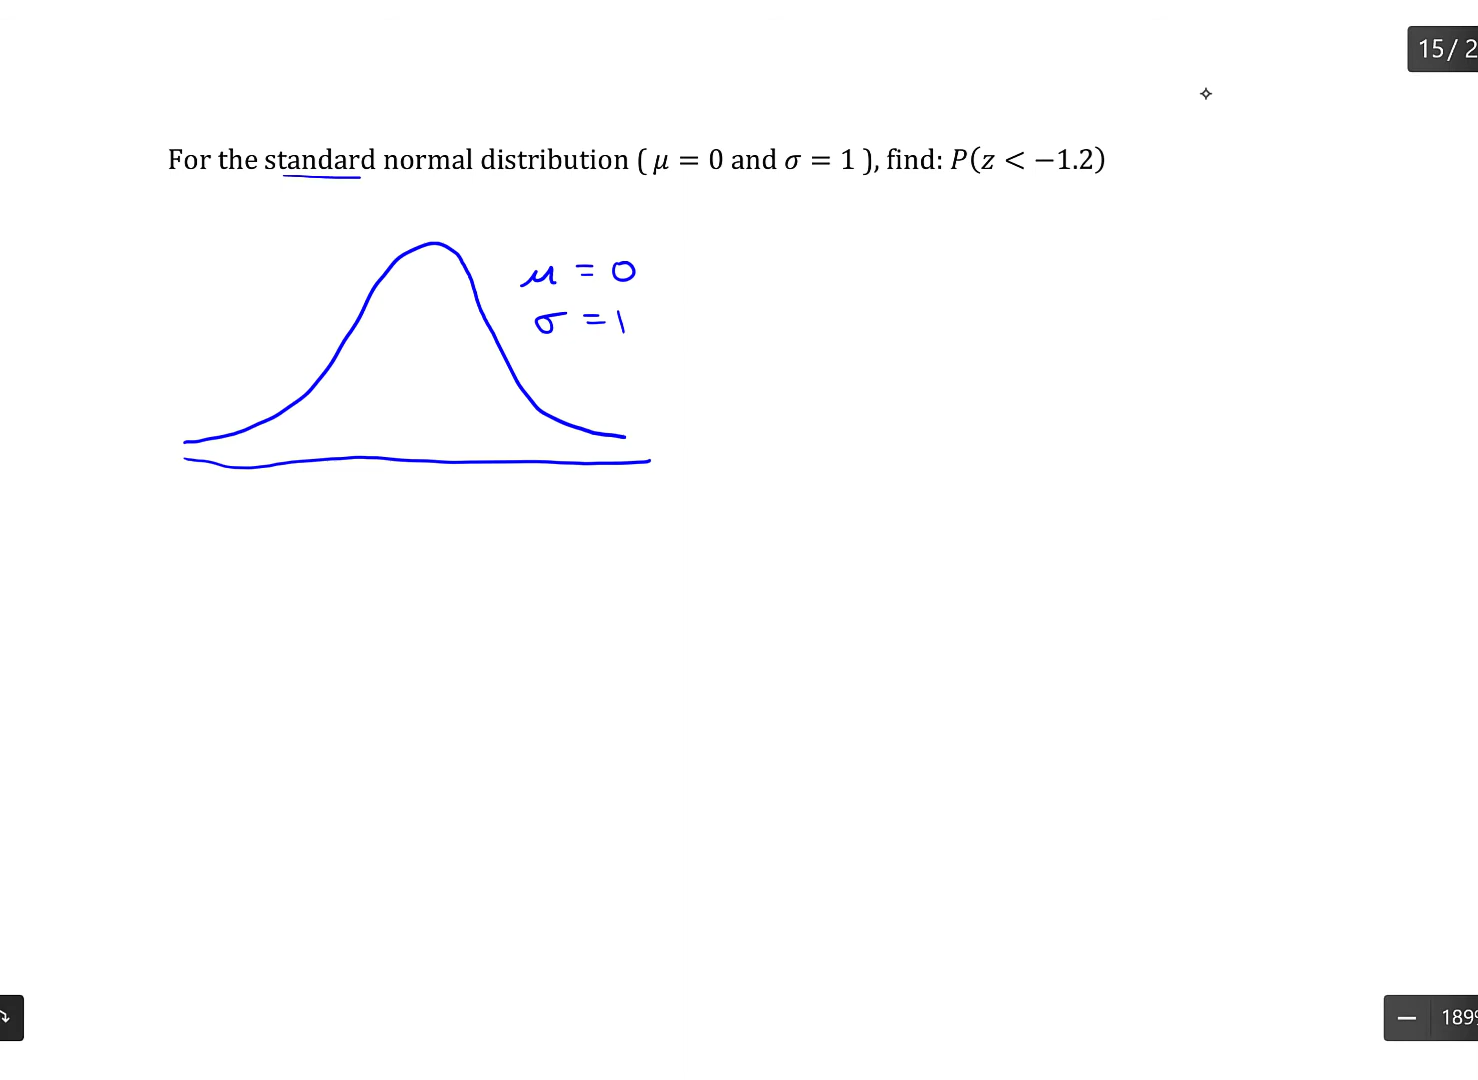 15/2
For the standard normal distribution ( μ = 0 and σ = 1 ), find: P(z < −1.2)
μ = 0
σ = 1
189%